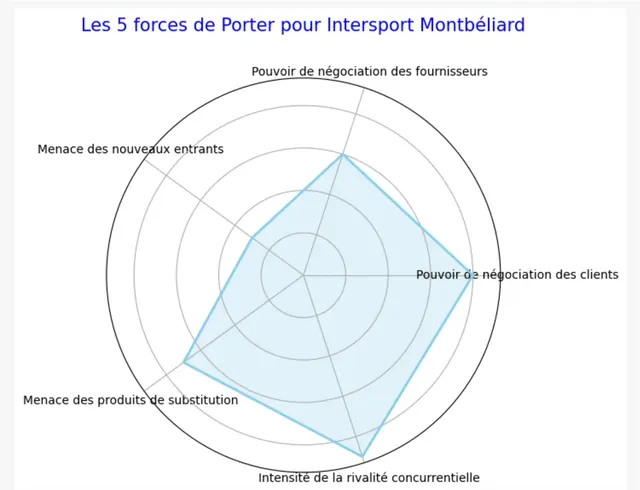 Les 5 forces de Porter pour Intersport Montbéliard
Pouvoir de négociation des fournisseurs
Menace des nouveaux entrants
Pouvoir de négociation des clients
Menace des produits de substitution
Intensité de la rivalité concurrentielle